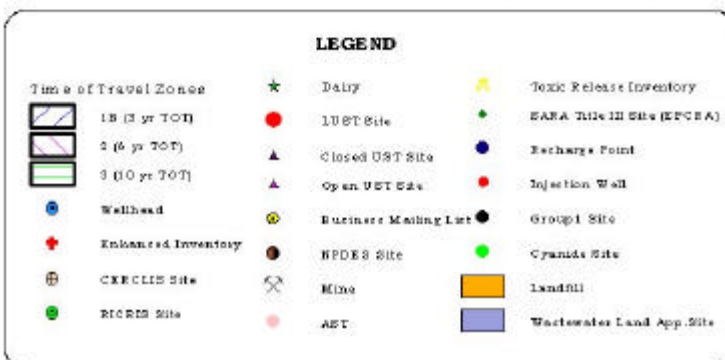 LEGEND
Time of Travel Zones
1B (3 yr TOT)
2 (6 yr TOT)
3 (10 yr TOT)
Wellhead
Enhanced Inventory
CERCLIS Site
RICRIS Site
Dairy
LUST Site
Closed UST Site
Open UST Site
Business Mailing List
NPDES Site
Mine
AST
Toxic Release Inventory
SARA Title III Site (EPCRA)
Recharge Point
Injection Well
Group1 Site
Cyanide Site
Landfill
Wastewater Land App.Site